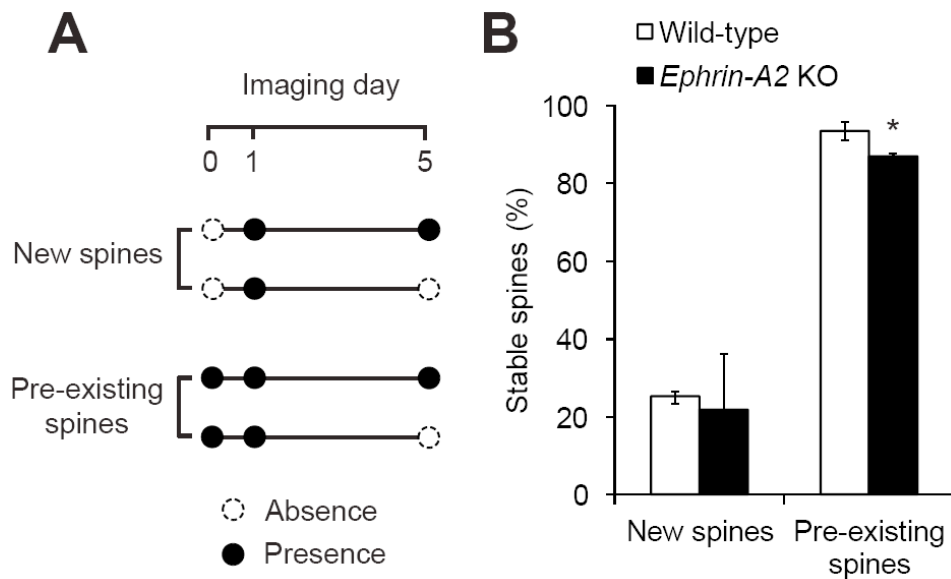 A
Imaging day
0 1 5
New spines
Pre-existing
spines
Absence
Presence
B
Wild-type
Ephrin-A2 KO
Stable spines (%)
100
80
60
40
20
0
*
New spines
Pre-existing
spines